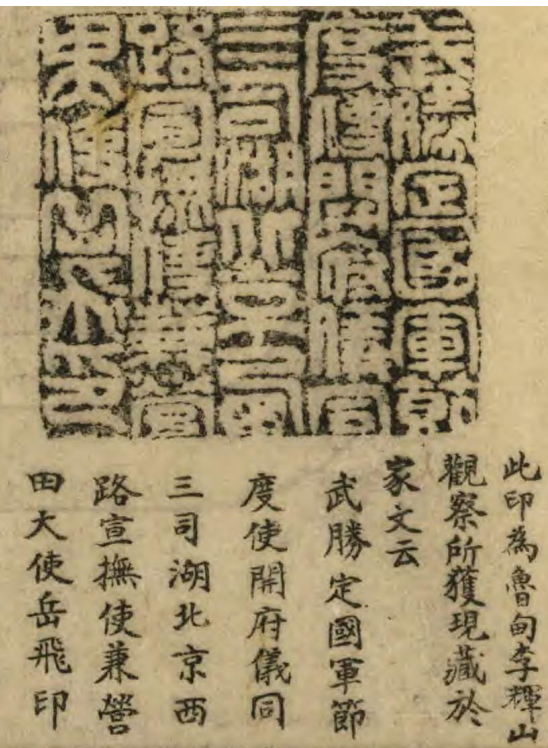 武勝定國軍節
度使開府儀同
三司湖北京西
路宣撫使兼營
田大使岳飛印
此印為魯甸李輝山
觀察所獲現藏於
家文云
武勝定國軍節
度使開府儀同
三司湖北京西
路宣撫使兼營
田大使岳飛印